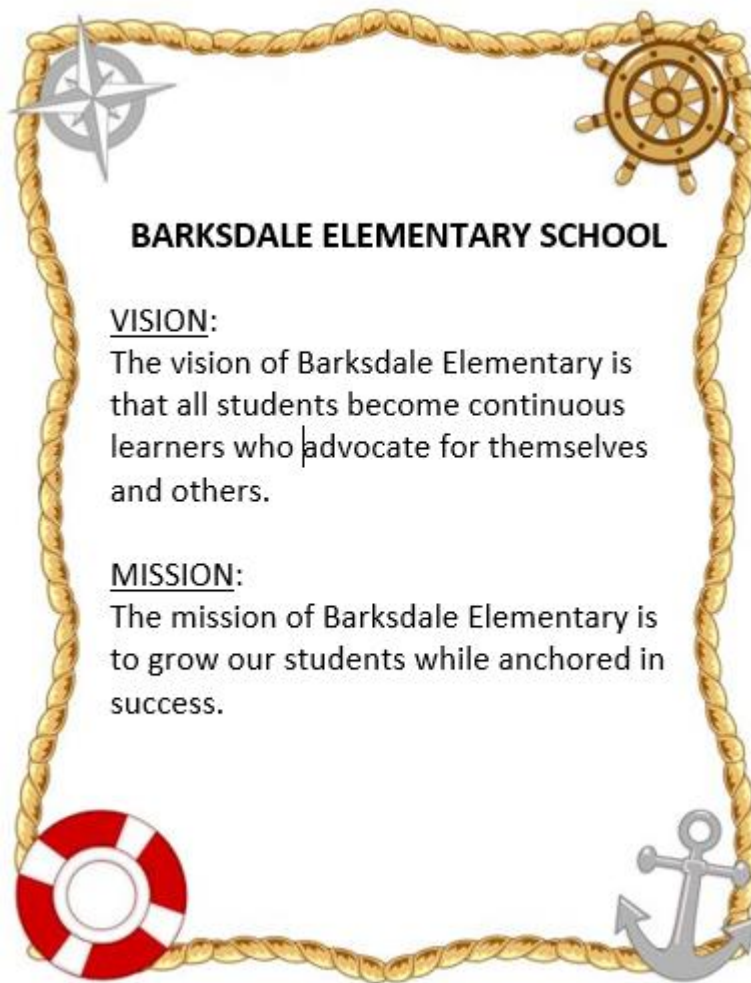 BARKSDALE ELEMENTARY SCHOOL
VISION:
The vision of Barksdale Elementary is
that all students become continuous
learners who advocate for themselves
and others.
MISSION:
The mission of Barksdale Elementary is
to grow our students while anchored in
success.